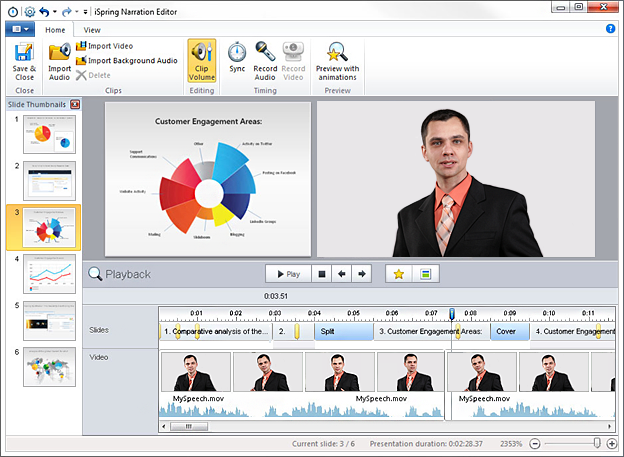 iSpring Narration Editor
Home View
Save & Close
Import Audio
Import Video
Import Background Audio
Delete
Clip Volume
Sync
Record Audio
Record Video
Preview with animations
Close Clips Editing Timing Preview
Slide Thumbnails
1
2
3
4
5
6
Customer Engagement Areas:
Other
Activity on Twitter
Support Communications
Posting on Facebook
Website Activity
LinkedIn Groups
Mailing
Slideboom
Blogging
Playback
Play
0:03.51
0:01 0:02 0:03 0:04 0:05 0:06 0:07 0:08 0:09 0:10 0:11
Slides
1. Comparative analysis of the... 2. Split 3. Customer Engagement Areas: Cover 4. Customer Engagem
Video
MySpeech.mov MySpeech.mov MySpeech.mov
Current slide: 3 / 6 Presentation duration: 0:02:28.37 2353%